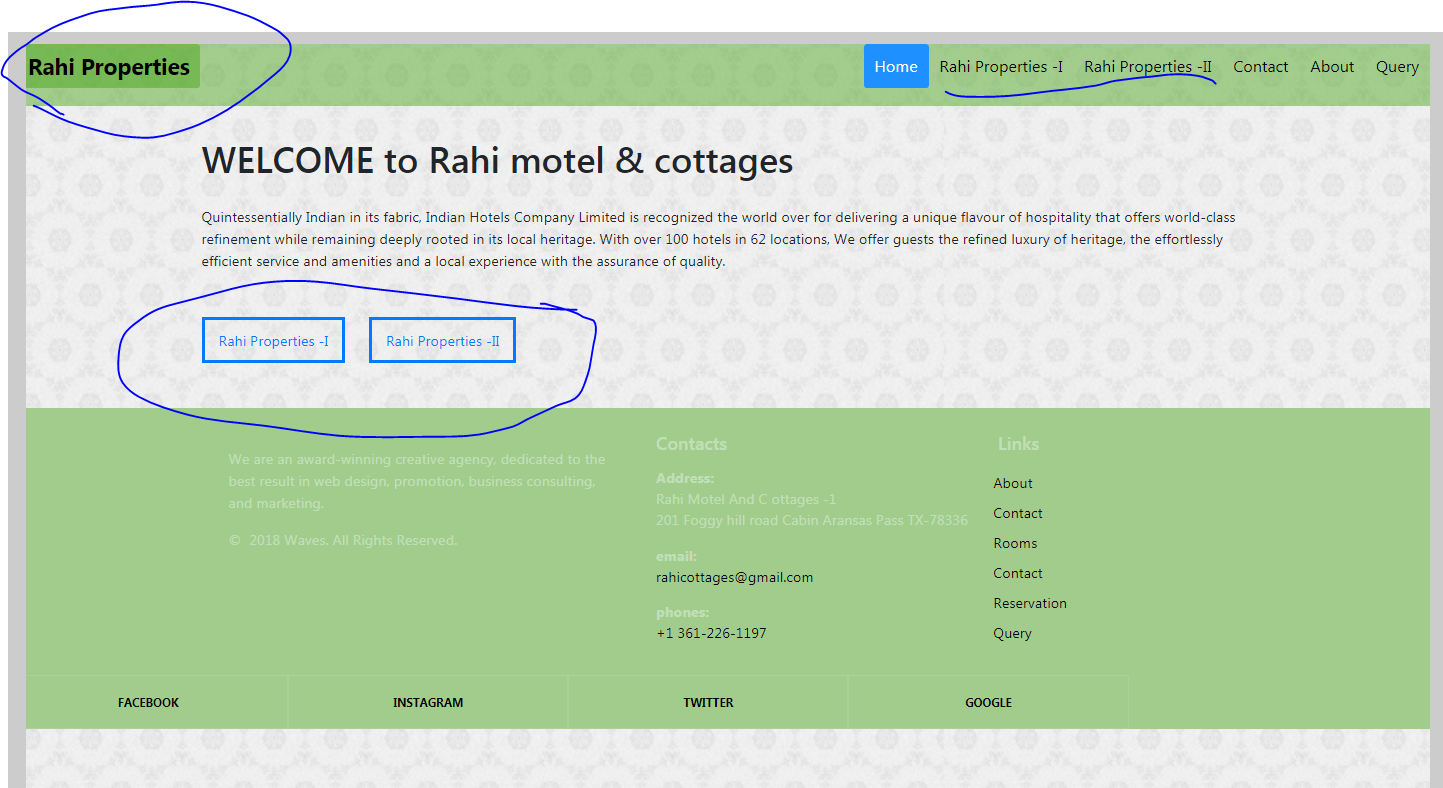 Rahi Properties
Home Rahi Properties -I Rahi Properties -II Contact About Query
WELCOME to Rahi motel & cottages
Quintessentially Indian in its fabric, Indian Hotels Company Limited is recognized the world over for delivering a unique flavour of hospitality that offers world-class
refinement while remaining deeply rooted in its local heritage. With over 100 hotels in 62 locations, We offer guests the refined luxury of heritage, the effortlessly
efficient service and amenities and a local experience with the assurance of quality.
Rahi Properties -I
Rahi Properties -II
We are an award-winning creative agency, dedicated to the
best result in web design, promotion, business consulting,
and marketing.
© 2018 Waves. All Rights Reserved.
Contacts
Address:
Rahi Motel And C ottages -1
201 Foggy hill road Cabin Aransas Pass TX-78336
email:
rahicottages@gmail.com
phones:
+1 361-226-1197
Links
About
Contact
Rooms
Contact
Reservation
Query
FACEBOOK
INSTAGRAM
TWITTER
GOOGLE